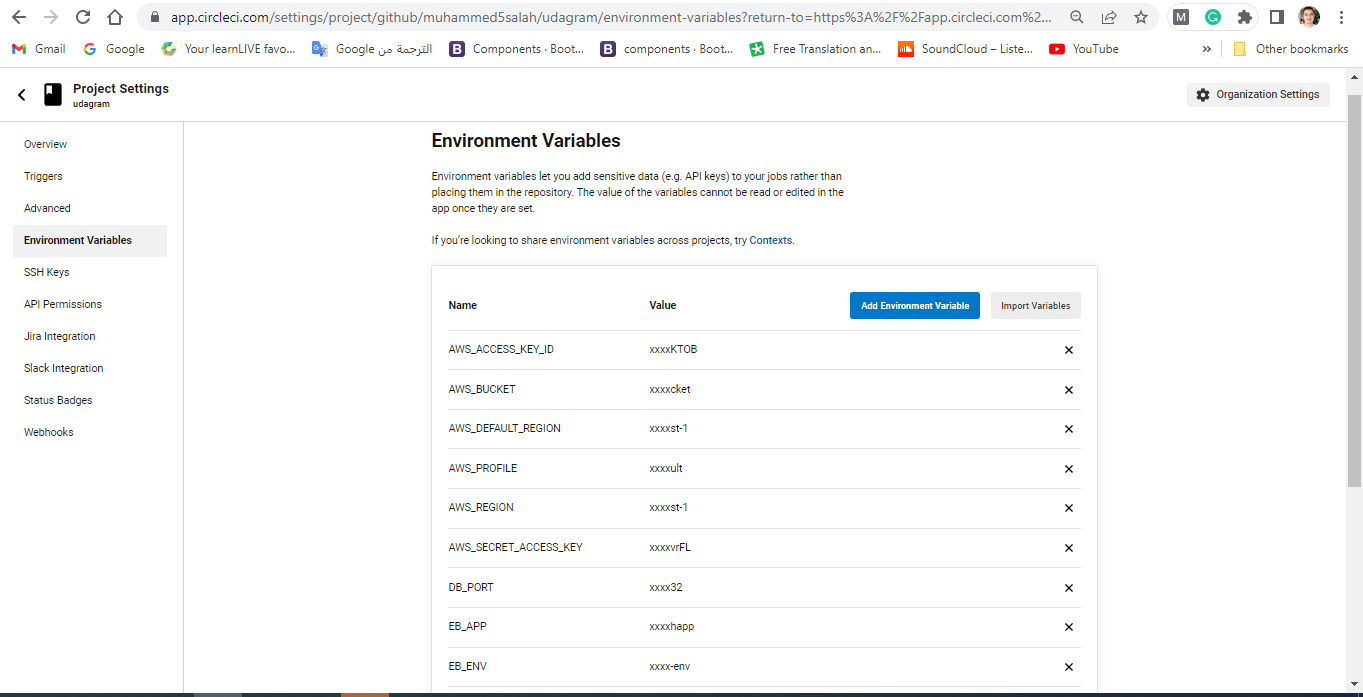 app.circleci.com/settings/project/github/muhammed5salah/udagram/environment-variables?return-to=https%3A%2F%2Fapp.circleci.com%2...
M
Gmail
Google
Your learnLIVE favo...
الترجمة من Google
B
Components · Boot...
B
components · Boot...
Free Translation an...
SoundCloud – Liste...
YouTube
»
Other bookmarks
Project Settings
udagram
Organization Settings
Overview
Triggers
Advanced
Environment Variables
SSH Keys
API Permissions
Jira Integration
Slack Integration
Status Badges
Webhooks
Environment Variables
Environment variables let you add sensitive data (e.g. API keys) to your jobs rather than
placing them in the repository. The value of the variables cannot be read or edited in the
app once they are set.
If you're looking to share environment variables across projects, try Contexts.
Name Value Add Environment Variable Import Variables
AWS_ACCESS_KEY_ID xxxxKTOB
AWS_BUCKET xxxxcket
AWS_DEFAULT_REGION xxxxst-1
AWS_PROFILE xxxxult
AWS_REGION xxxxst-1
AWS_SECRET_ACCESS_KEY xxxxvrFL
DB_PORT xxxx32
EB_APP xxxxhapp
EB_ENV xxxx-env